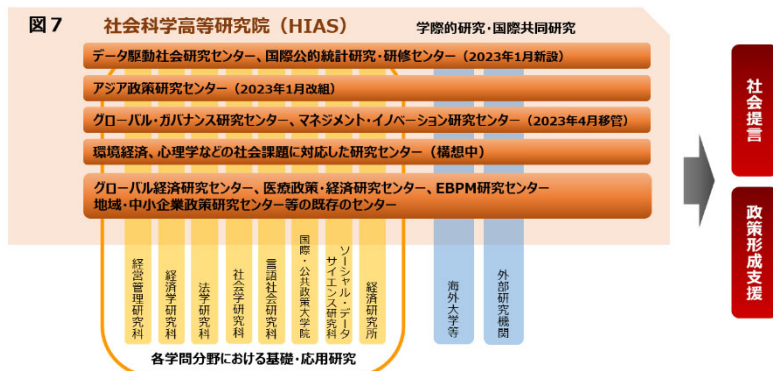 図7
社会科学高等研究院（HIAS）
学際的研究・国際共同研究
データ駆動社会研究センター、国際公的統計研究・研修センター（2023年1月新設）
アジア政策研究センター（2023年1月改組）
グローバル・ガバナンス研究センター、マネジメント・イノベーション研究センター（2023年4月移管）
環境経済、心理学などの社会課題に対応した研究センター（構想中）
グローバル経済研究センター、医療政策・経済研究センター、EBPM研究センター
地域・中小企業政策研究センター等の既存のセンター
経営管理研究科
経済学研究科
法学研究科
社会学研究科
言語社会研究科
国際・公共政策大学院
ソーシャル・データ
サイエンス研究科
経済研究所
海外大学等
外部研究機関
各学問分野における基礎・応用研究
社会提言
政策形成支援